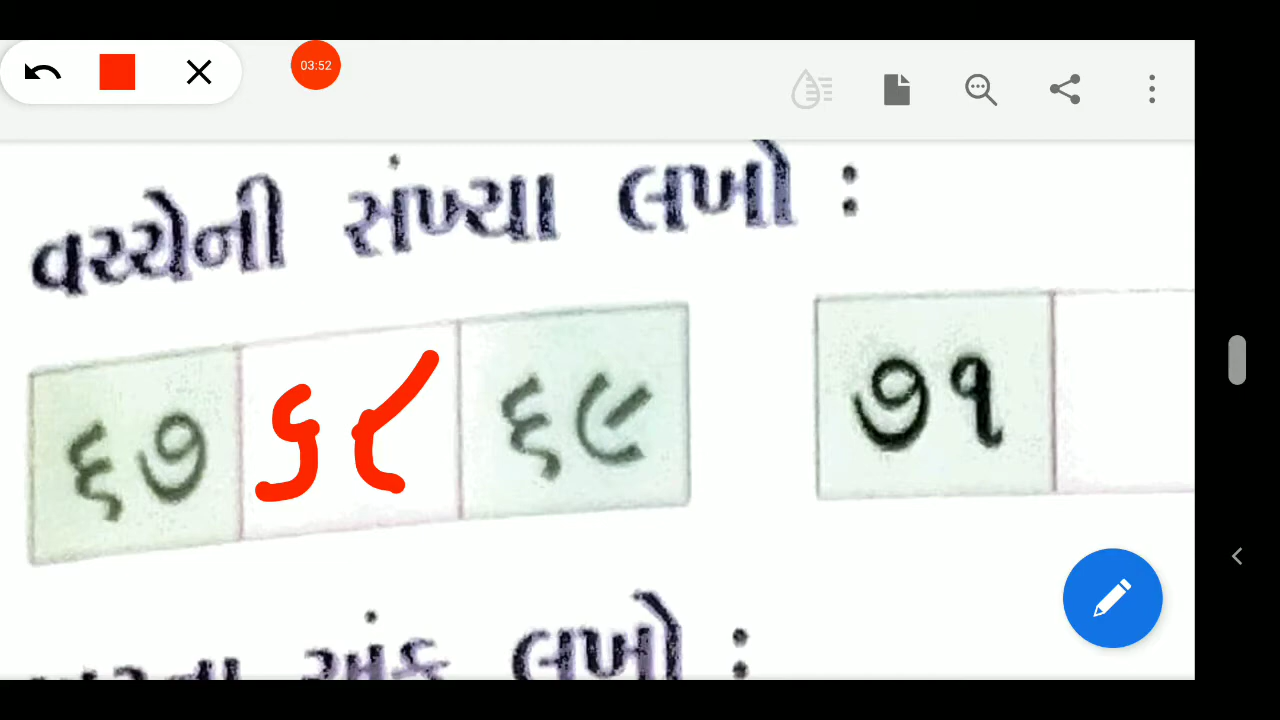 03:52
વચ્ચેની સંખ્યા લખો :
૬૭ ૬૮ ૬૯ ૭૧
અંક લખો :